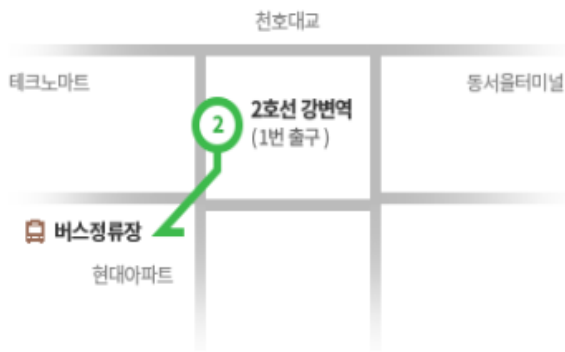 천호대교
테크노마트
동서울터미널
2
2호선 강변역
(1번 출구)
버스정류장
현대아파트